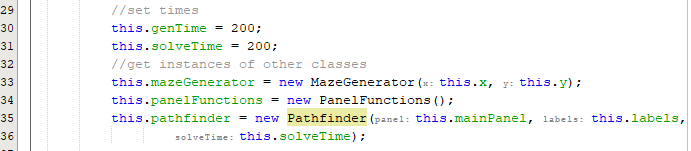 29 //set times
30 this.genTime = 200;
31 this.solveTime = 200;
32 //get instances of other classes
33 this.mazeGenerator = new MazeGenerator(x: this.x, y: this.y);
34 this.panelFunctions = new PanelFunctions();
35 this.pathfinder = new Pathfinder(panel: this.mainPanel, labels: this.labels,
36 solveTime: this.solveTime);